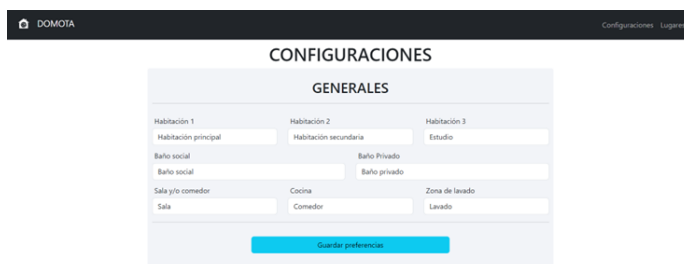 DOMOTA Configuraciones Lugares
CONFIGURACIONES
GENERALES
Habitación 1 Habitación 2 Habitación 3
Habitación principal Habitación secundaria Estudio
Baño social Baño Privado
Baño social Baño privado
Sala y/o comedor Cocina Zona de lavado
Sala Comedor Lavado
Guardar preferencias